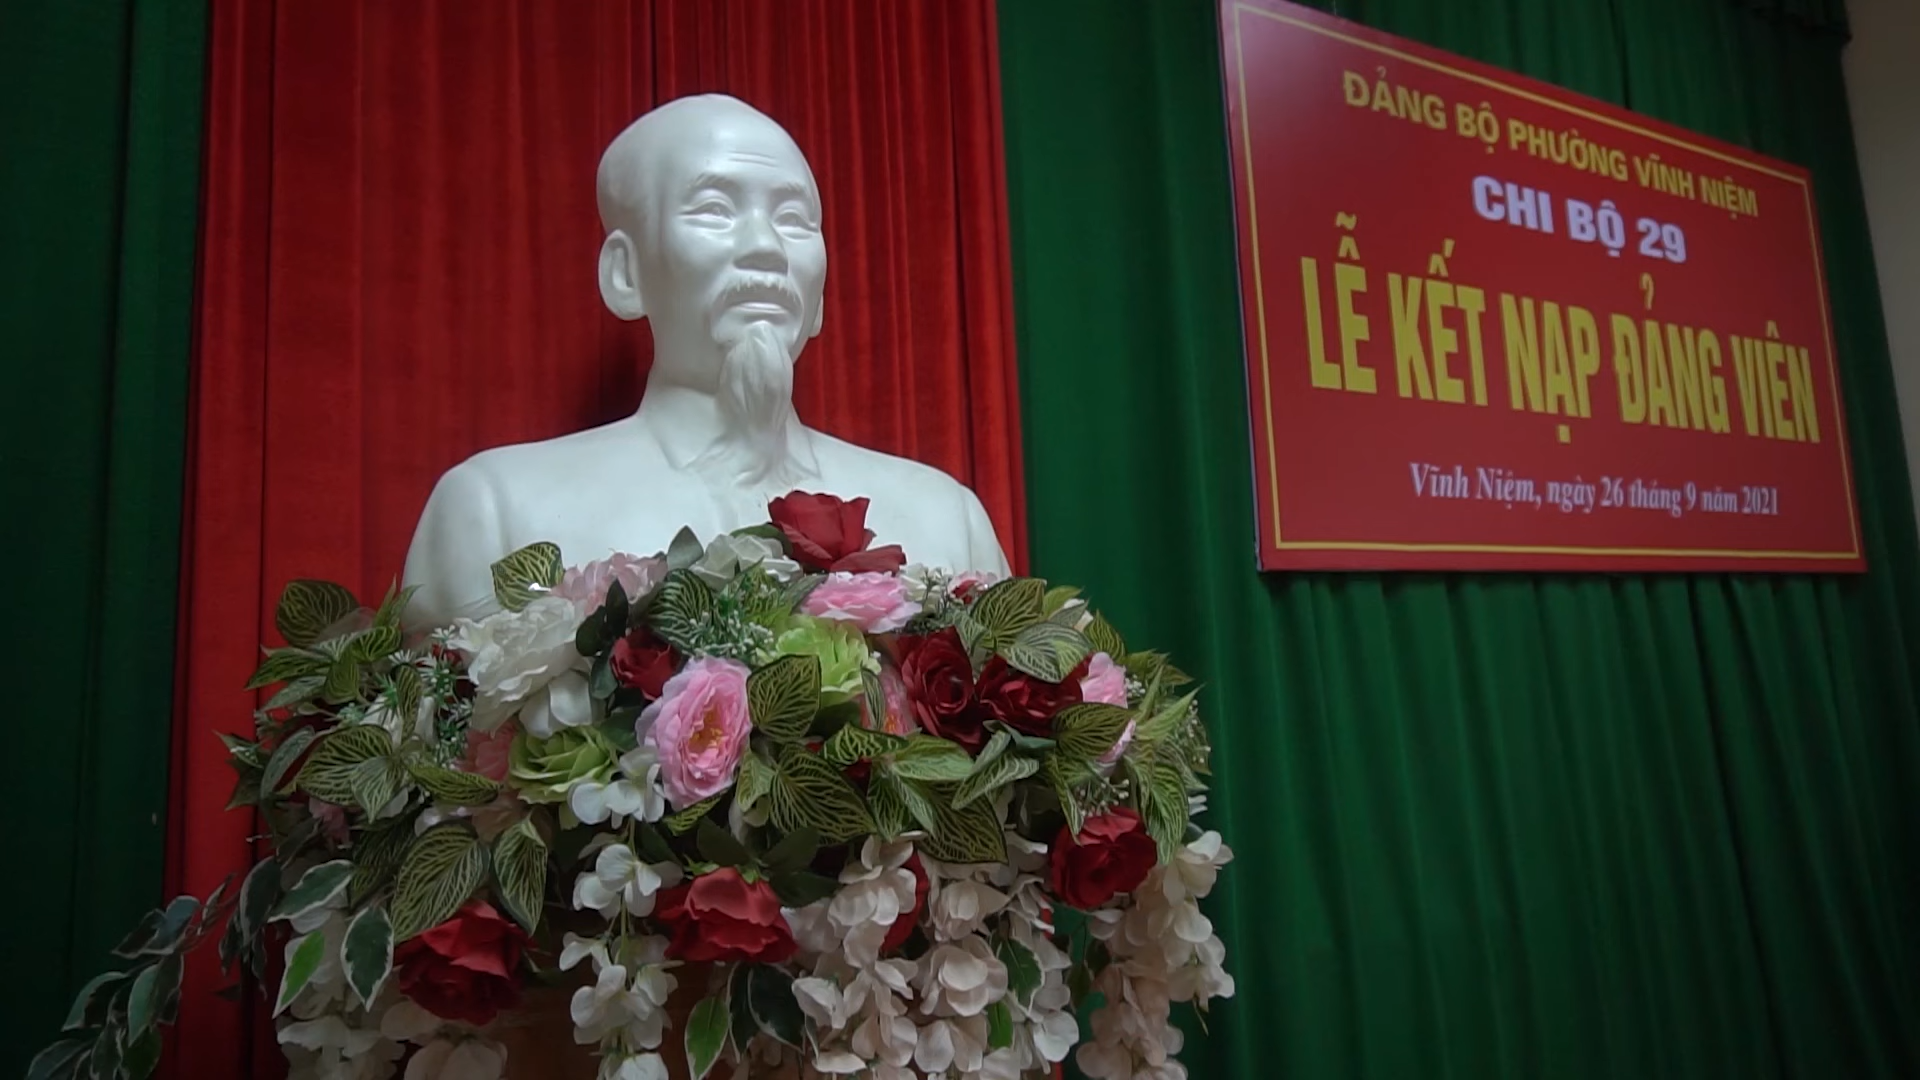 ĐẢNG BỘ PHƯỜNG VĨNH NIỆM
CHI BỘ 29
LỄ KẾT NẠP ĐẢNG VIÊN
Vĩnh Niệm, ngày 26 tháng 9 năm 2021